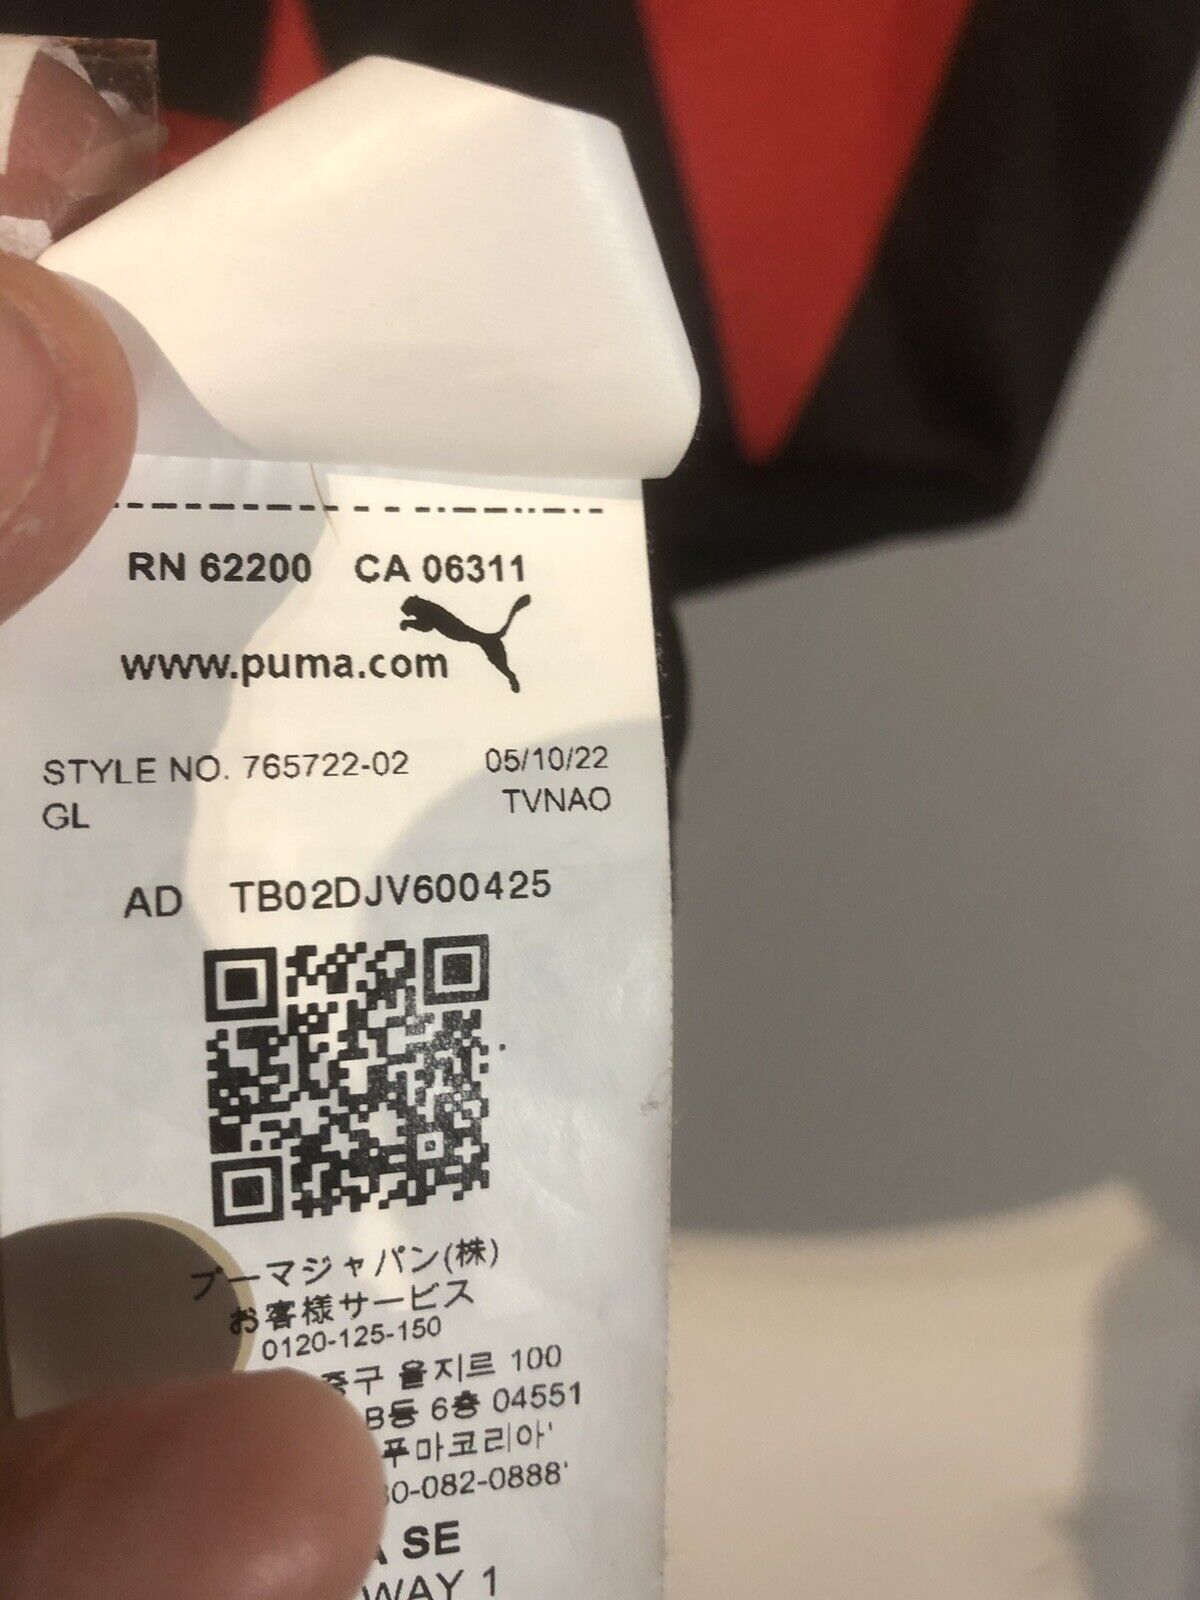 RN 62200 CA 06311
www.puma.com
STYLE NO. 765722-02 05/10/22
GL TVNAO
AD TB02DJV600425
プーマジャパン(株)
お客様サービス
0120-125-150
중구 을지르 100
B동 6층 04551
푸마코리아'
80-082-0888'
SE
WAY 1